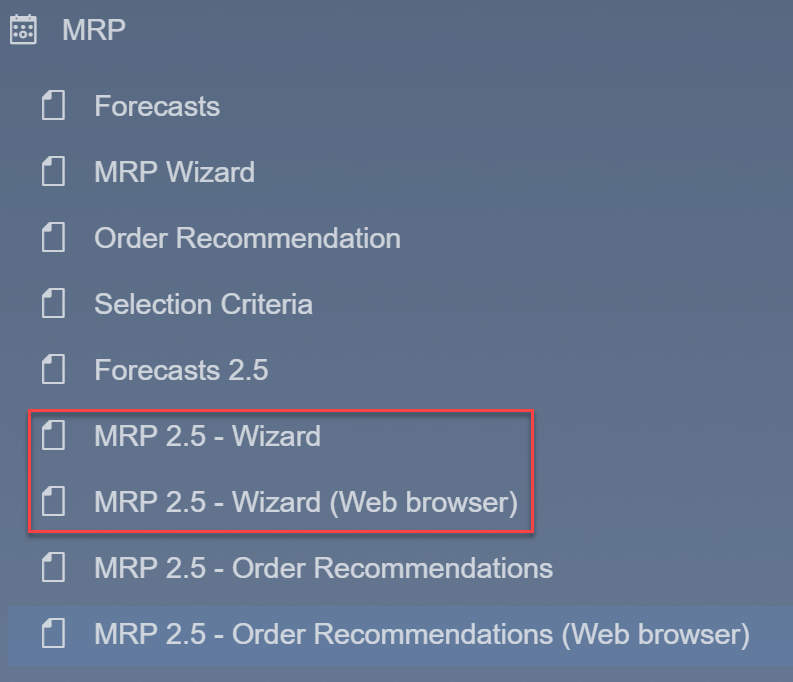 MRP
Forecasts
MRP Wizard
Order Recommendation
Selection Criteria
Forecasts 2.5
MRP 2.5 - Wizard
MRP 2.5 - Wizard (Web browser)
MRP 2.5 - Order Recommendations
MRP 2.5 - Order Recommendations (Web browser)